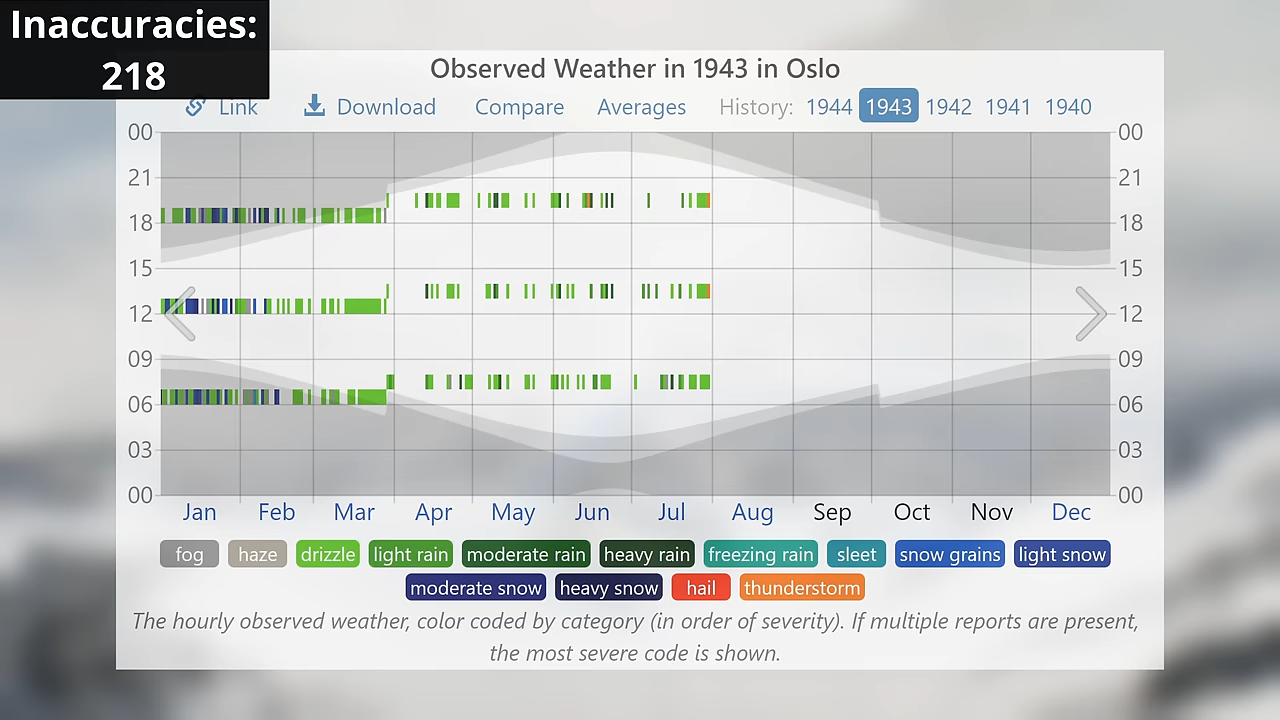 Inaccuracies:
218
Observed Weather in 1943 in Oslo
Link Download Compare Averages History: 1944 1943 1942 1941 1940
00 00
21 21
18 18
15 15
12 12
09 09
06 06
03 03
00 00
Jan Feb Mar Apr May Jun Jul Aug Sep Oct Nov Dec
fog haze drizzle light rain moderate rain heavy rain freezing rain sleet snow grains light snow
moderate snow heavy snow hail thunderstorm
The hourly observed weather, color coded by category (in order of severity). If multiple reports are present,
the most severe code is shown.